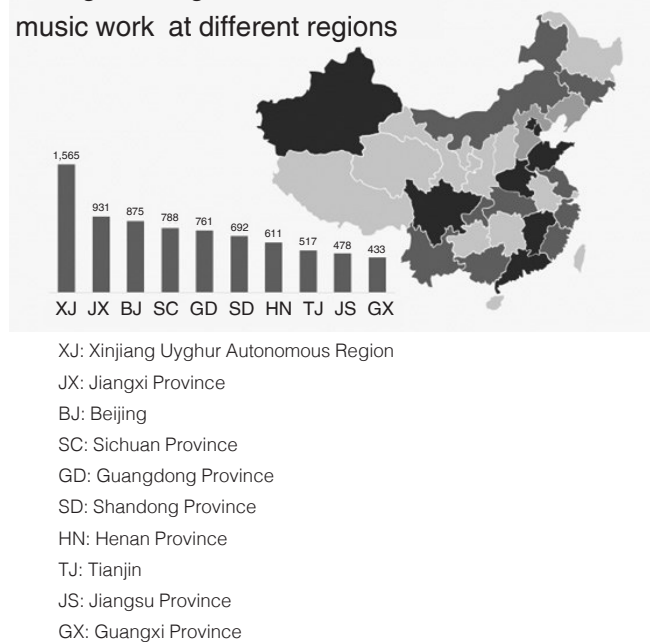 music work at different regions
1,565
931
875
788
761
692
611
517
478
433
XJ JX BJ SC GD SD HN TJ JS GX
XJ: Xinjiang Uyghur Autonomous Region
JX: Jiangxi Province
BJ: Beijing
SC: Sichuan Province
GD: Guangdong Province
SD: Shandong Province
HN: Henan Province
TJ: Tianjin
JS: Jiangsu Province
GX: Guangxi Province